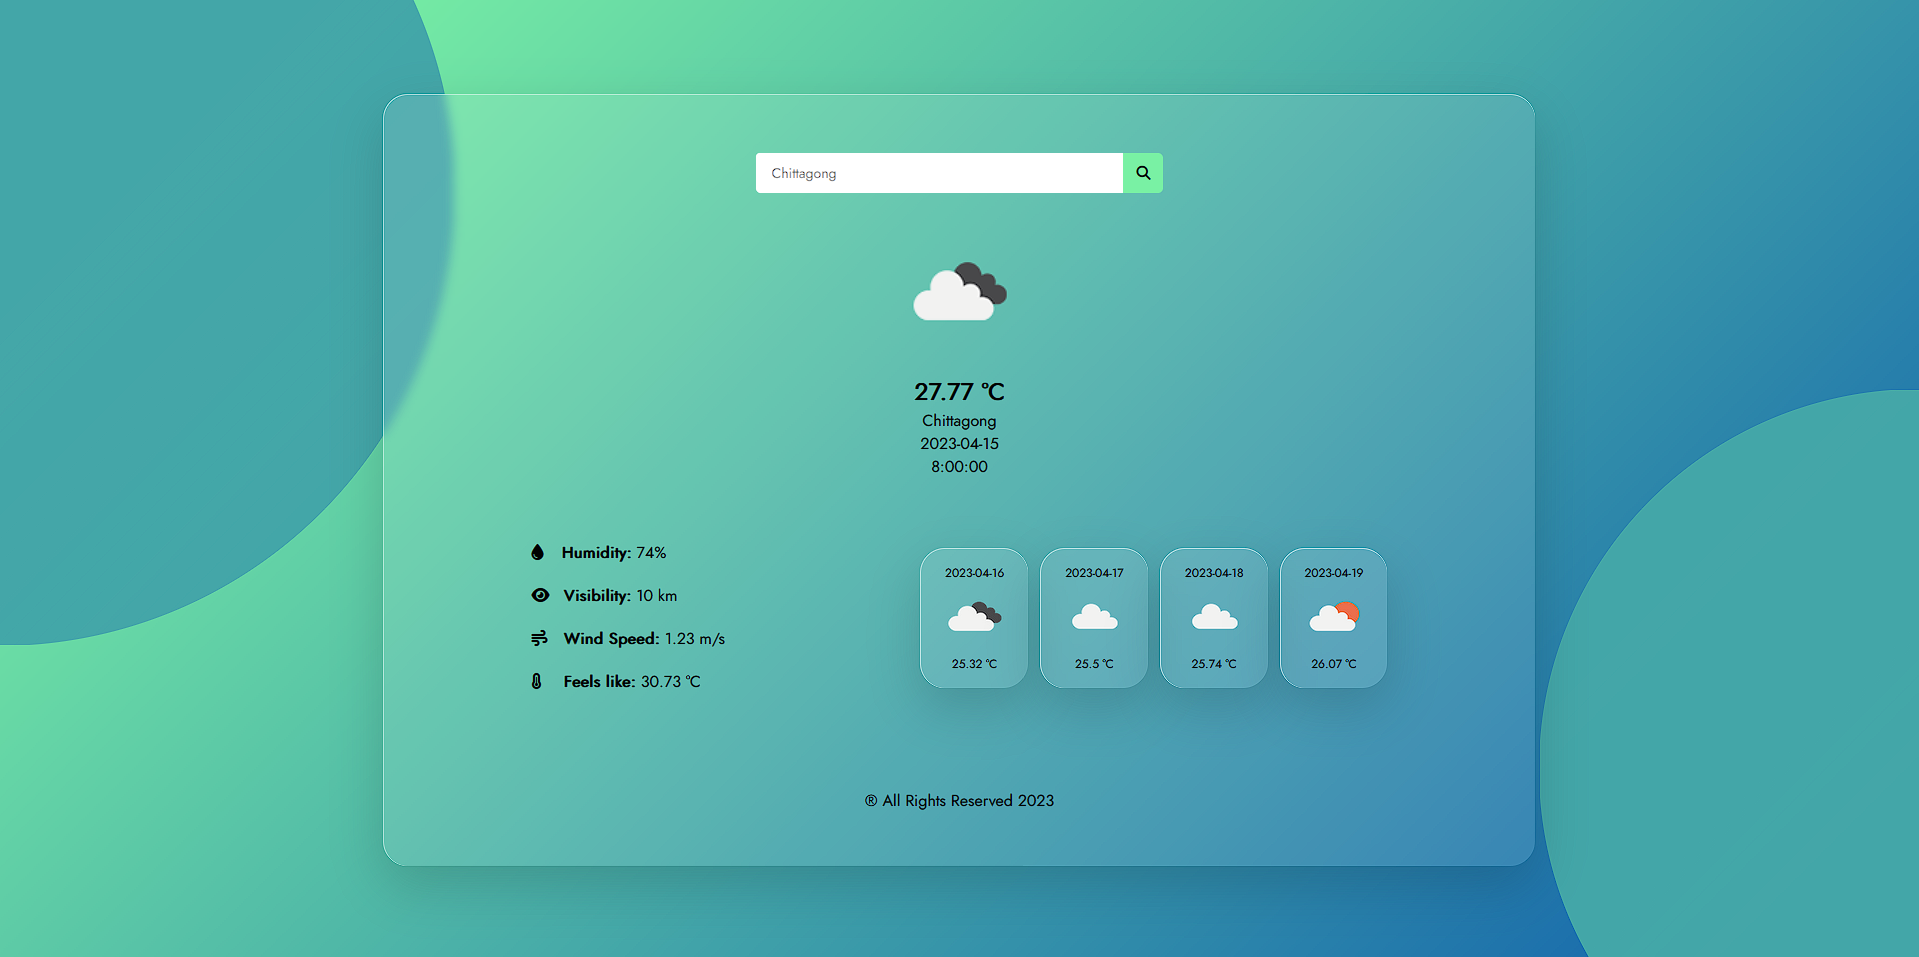 Chittagong
27.77 ℃
Chittagong
2023-04-15
8:00:00
Humidity: 74%
Visibility: 10 km
Wind Speed: 1.23 m/s
Feels like: 30.73 ℃
2023-04-16
25.32 ℃
2023-04-17
25.5 ℃
2023-04-18
25.74 ℃
2023-04-19
26.07 ℃
® All Rights Reserved 2023